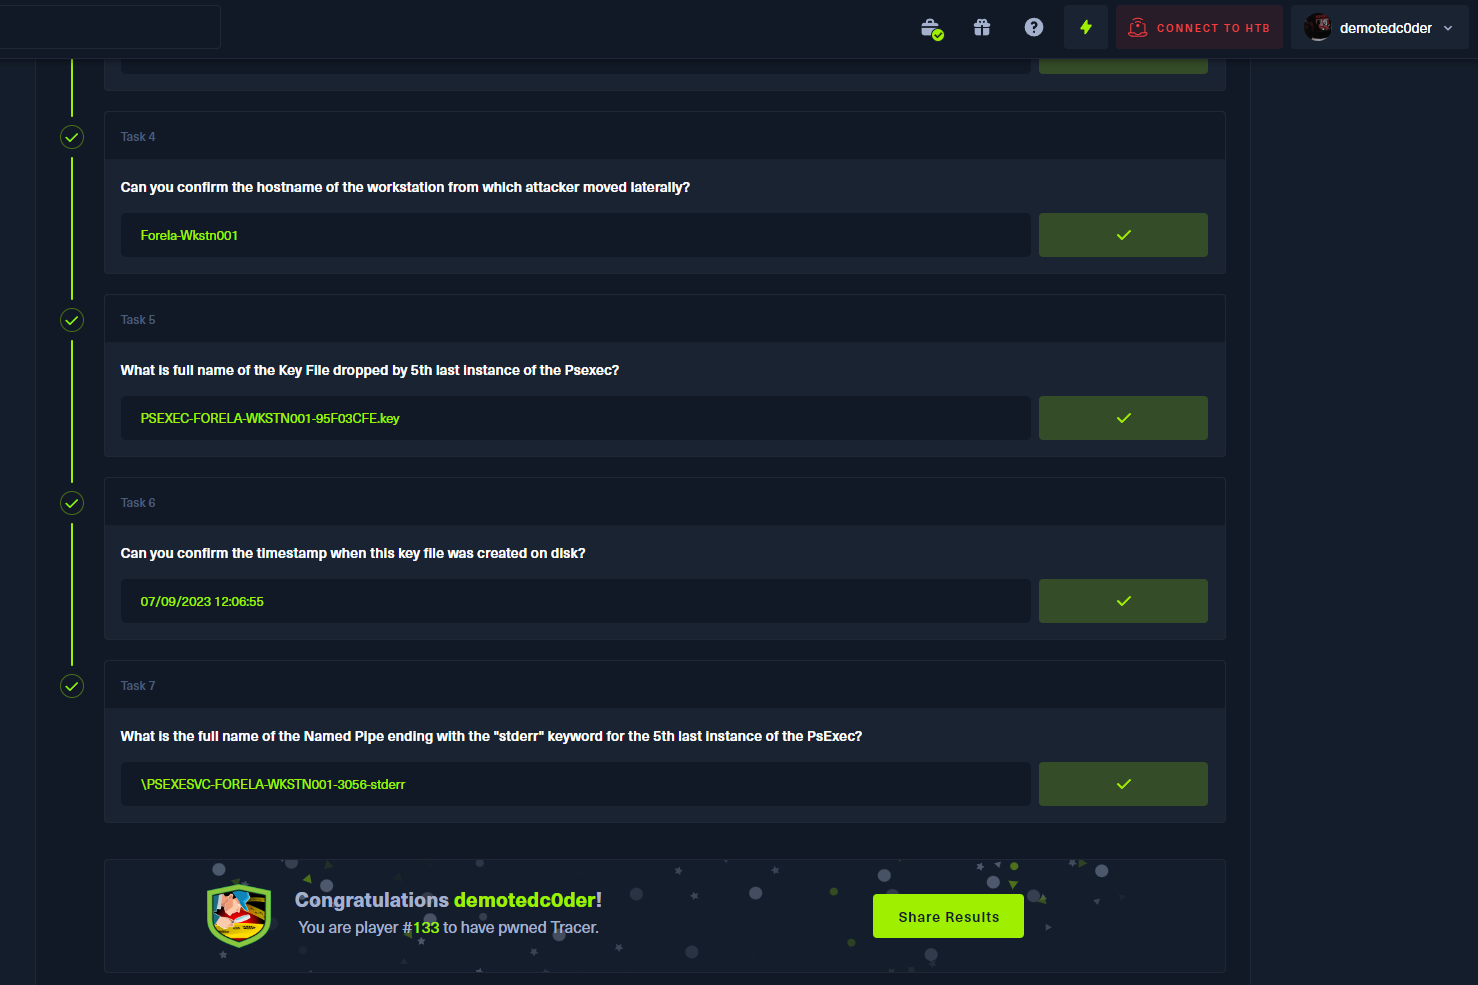 CONNECT TO HTB
demotedc0der
Task 4
Can you confirm the hostname of the workstation from which attacker moved laterally?
Forela-Wkstn001
Task 5
What is full name of the Key File dropped by 5th last instance of the Psexec?
PSEXEC-FORELA-WKSTN001-95F03CFE.key
Task 6
Can you confirm the timestamp when this key file was created on disk?
07/09/2023 12:06:55
Task 7
What is the full name of the Named Pipe ending with the "stderr" keyword for the 5th last instance of the PsExec?
\PSEXESVC-FORELA-WKSTN001-3056-stderr
Congratulations demotedc0der!
You are player #133 to have pwned Tracer.
Share Results